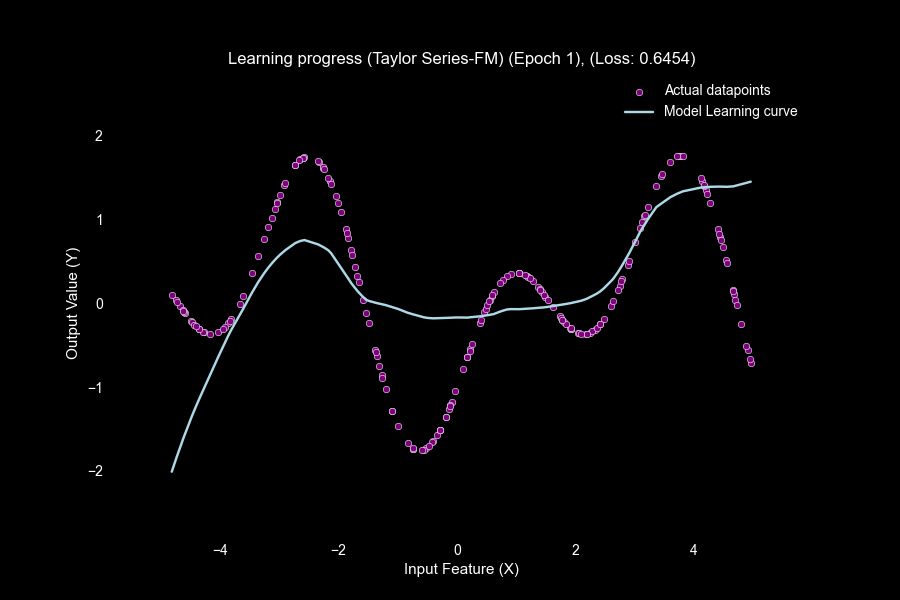 Learning progress (Taylor Series-FM) (Epoch 1), (Loss: 0.6454)
Actual datapoints
Model Learning curve
2
1
0
−1
−2
Output Value (Y)
−4 −2 0 2 4
Input Feature (X)